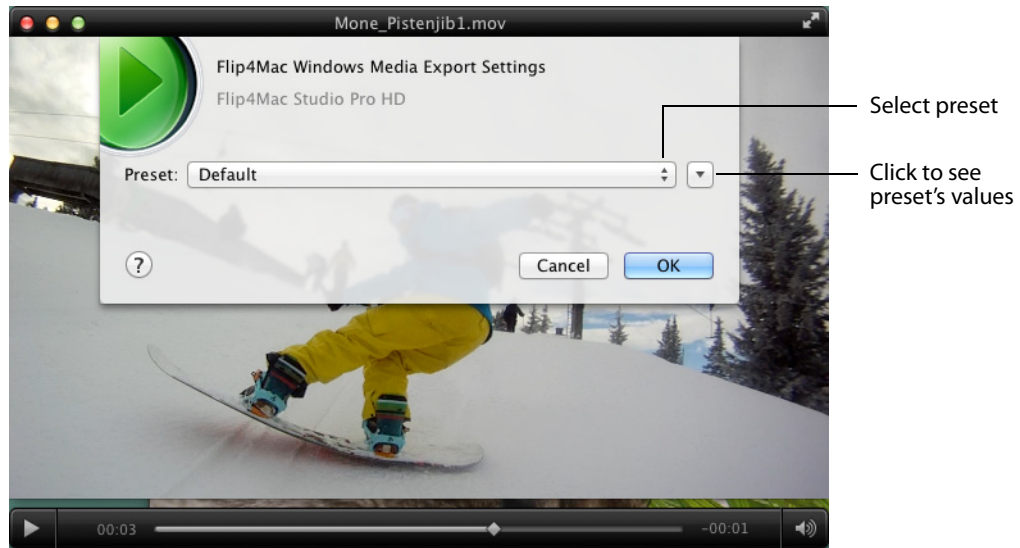 Mone_Pistenjib1.mov
Flip4Mac Windows Media Export Settings
Flip4Mac Studio Pro HD
Select preset
Preset: Default
Click to see
preset’s values
?
Cancel OK
00:03 -00:01